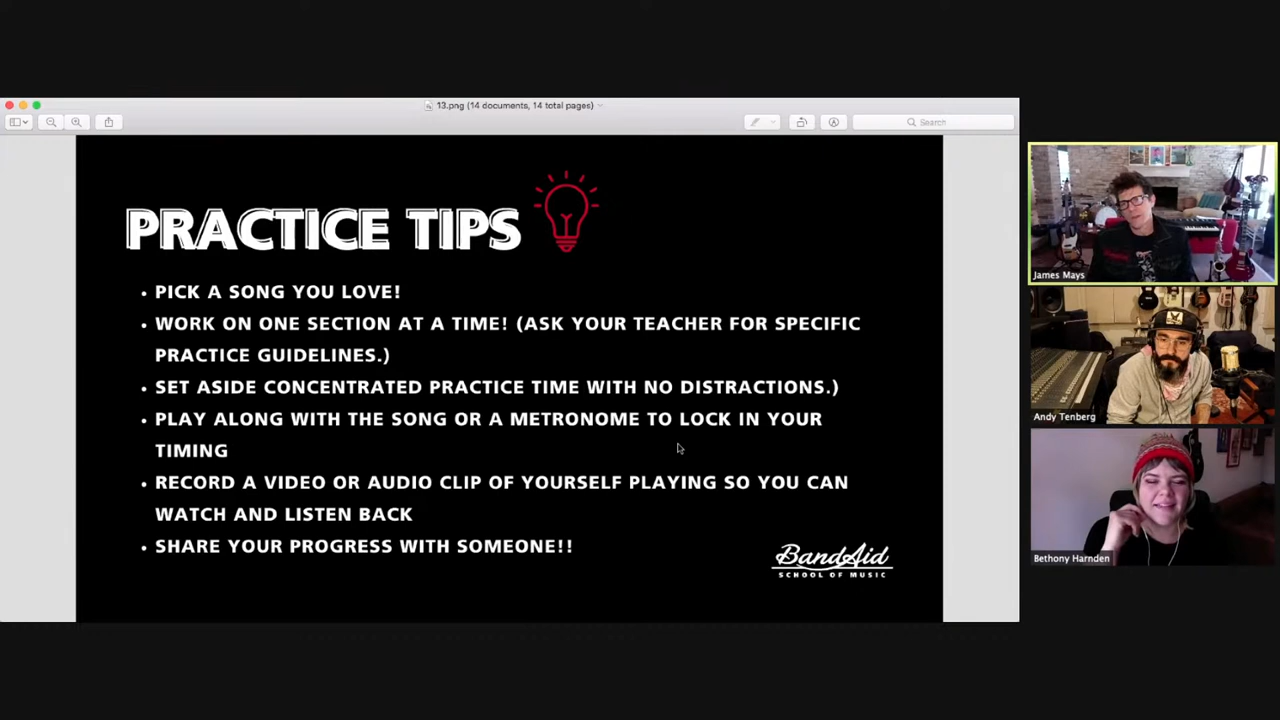 13.png (14 documents, 14 total pages)
Search
PRACTICE TIPS
• PICK A SONG YOU LOVE!
• WORK ON ONE SECTION AT A TIME! (ASK YOUR TEACHER FOR SPECIFIC
PRACTICE GUIDELINES.)
• SET ASIDE CONCENTRATED PRACTICE TIME WITH NO DISTRACTIONS.)
• PLAY ALONG WITH THE SONG OR A METRONOME TO LOCK IN YOUR
TIMING
• RECORD A VIDEO OR AUDIO CLIP OF YOURSELF PLAYING SO YOU CAN
WATCH AND LISTEN BACK
• SHARE YOUR PROGRESS WITH SOMEONE!!
BandAid
SCHOOL OF MUSIC
James Mays
Andy Tenberg
Bethony Harnden